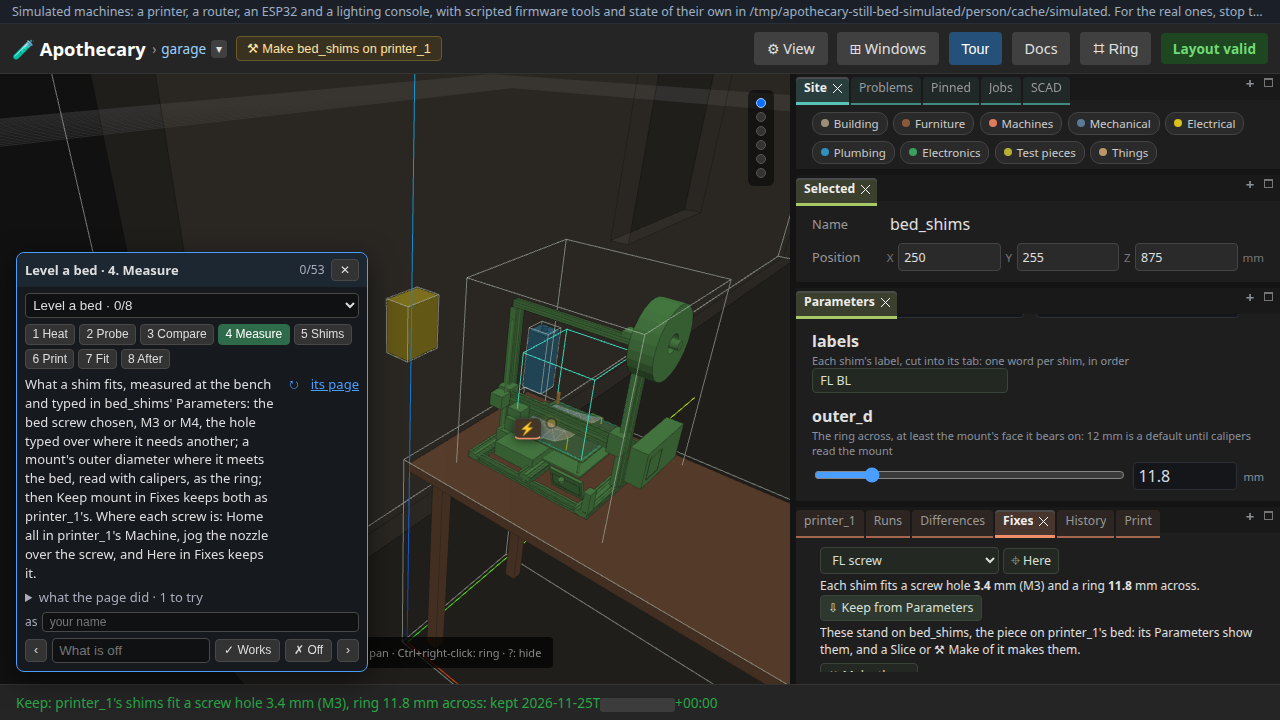 Simulated machines: a printer, a router, an ESP32 and a lighting console, with scripted firmware tools and state of their own in /tmp/apothecary-still-bed-simulated/person/cache/simulated. For the real ones, stop t...
Apothecary › garage ▾ ⚒ Make bed_shims on printer_1 ⚙ View ⊞ Windows Tour Docs ⌗ Ring Layout valid
Site Problems Pinned Jobs SCAD
Building Furniture Machines Mechanical Electrical
Plumbing Electronics Test pieces Things
Selected
Name bed_shims
Position X 250 Y 255 Z 875 mm
Parameters
labels
Each shim's label, cut into its tab: one word per shim, in order
FL BL
outer_d
The ring across, at least the mount's face it bears on: 12 mm is a default until calipers
read the mount
11.8 mm
printer_1 Runs Differences Fixes History Print
FL screw Here
Each shim fits a screw hole 3.4 mm (M3) and a ring 11.8 mm across.
⇩ Keep from Parameters
These stand on bed_shims, the piece on printer_1's bed: its Parameters show
them, and a Slice or ⚒ Make of it makes them.
Level a bed · 4. Measure 0/53 ✕
Level a bed · 0/8
1 Heat 2 Probe 3 Compare 4 Measure 5 Shims
6 Print 7 Fit 8 After
What a shim fits, measured at the bench ↻ its page
and typed in bed_shims' Parameters: the
bed screw chosen, M3 or M4, the hole
typed over where it needs another; a
mount's outer diameter where it meets
the bed, read with calipers, as the ring;
then Keep mount in Fixes keeps both as
printer_1's. Where each screw is: Home
all in printer_1's Machine, jog the nozzle
over the screw, and Here in Fixes keeps
it.
▶ what the page did · 1 to try
as your name
‹ What is off ✓ Works ✗ Off ›
pan · Ctrl+right-click: ring · ?: hide
Keep: printer_1's shims fit a screw hole 3.4 mm (M3), ring 11.8 mm across: kept 2026-11-25T +00:00